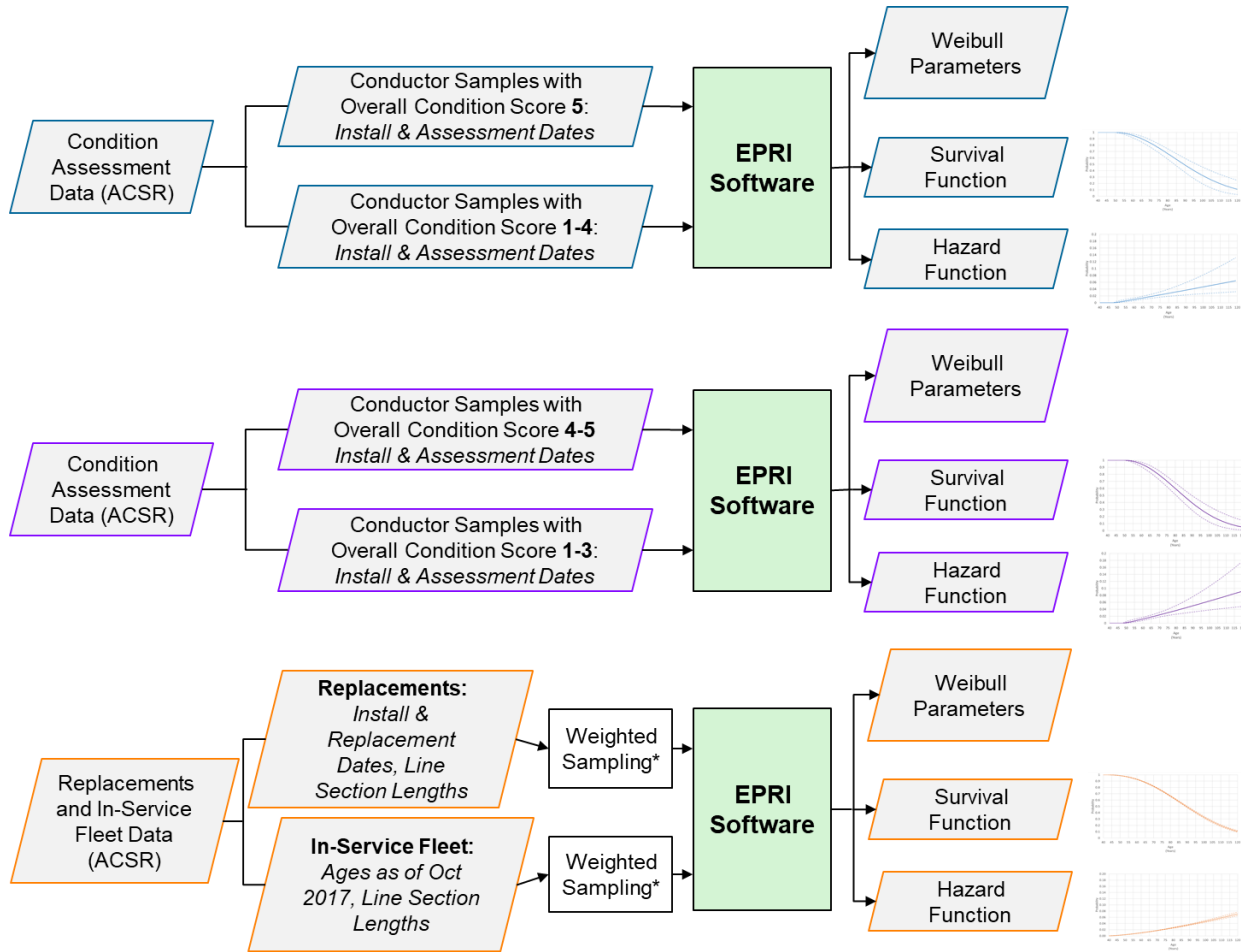 Condition
Assessment
Data (ACSR)
Conductor Samples with
Overall Condition Score 5:
Install & Assessment Dates
Conductor Samples with
Overall Condition Score 1-4:
Install & Assessment Dates
EPRI
Software
Weibull
Parameters
Survival
Function
Hazard
Function
Condition
Assessment
Data (ACSR)
Conductor Samples with
Overall Condition Score 4-5
Install & Assessment Dates
Conductor Samples with
Overall Condition Score 1-3:
Install & Assessment Dates
EPRI
Software
Weibull
Parameters
Survival
Function
Hazard
Function
Replacements
and In-Service
Fleet Data
(ACSR)
Replacements:
Install &
Replacement
Dates, Line
Section Lengths
In-Service Fleet:
Ages as of Oct
2017, Line Section
Lengths
Weighted
Sampling*
Weighted
Sampling*
EPRI
Software
Weibull
Parameters
Survival
Function
Hazard
Function